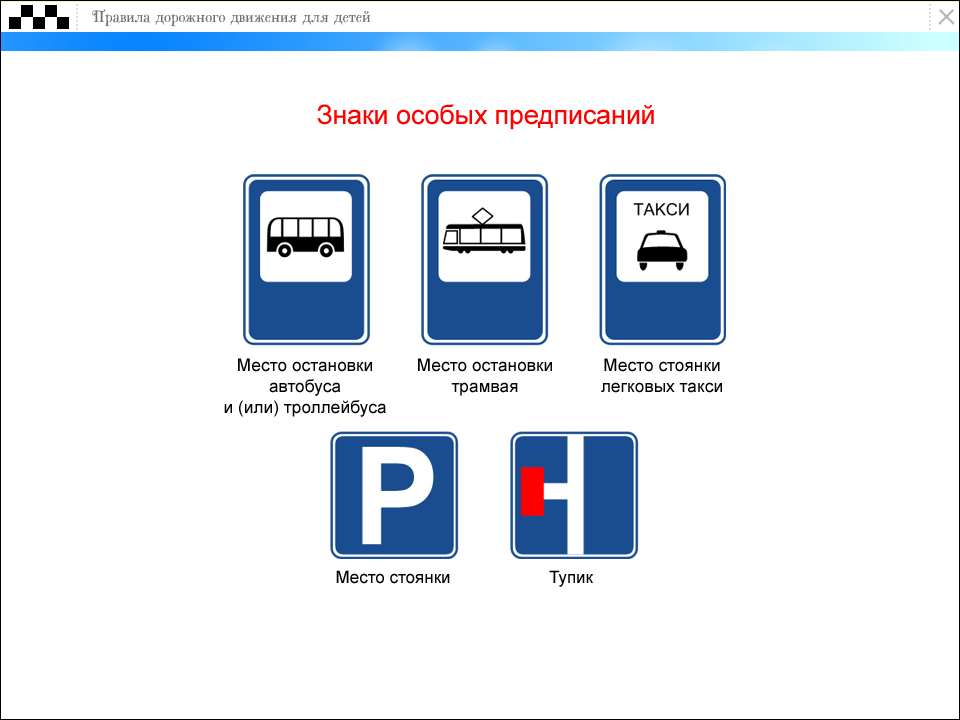 Правила дорожного движения для детей
Знаки особых предписаний
ТАКСИ
Место остановки
автобуса
и (или) троллейбуса
Место остановки
трамвая
Место стоянки
легковых такси
P
Место стоянки
Тупик